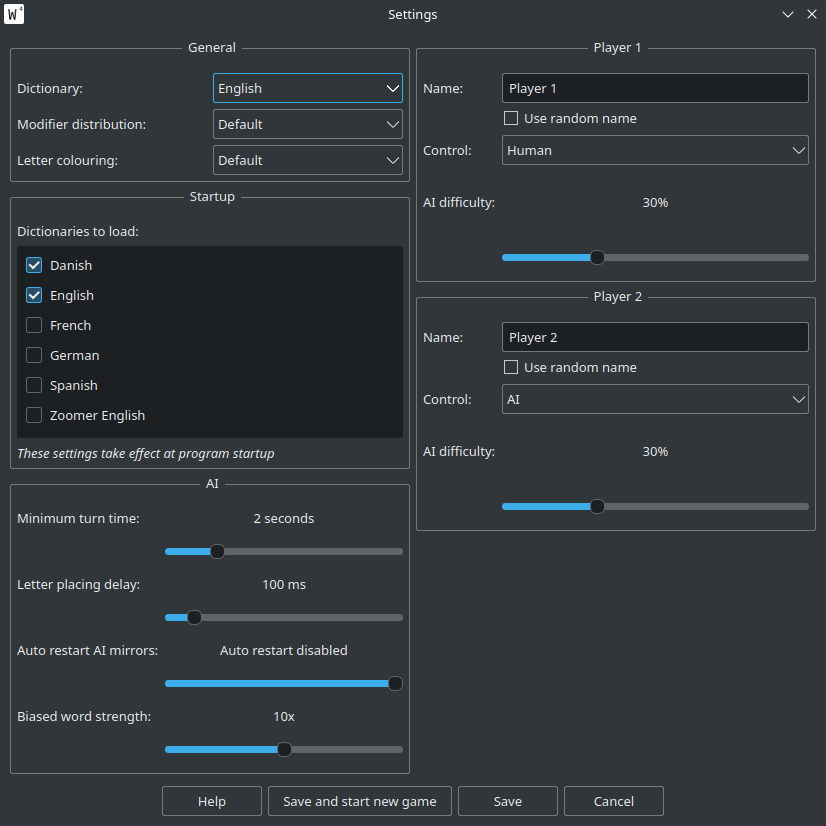 W4
Settings
General
Dictionary: English
Modifier distribution: Default
Letter colouring: Default
Startup
Dictionaries to load:
Danish
English
French
German
Spanish
Zoomer English
These settings take effect at program startup
AI
Minimum turn time: 2 seconds
Letter placing delay: 100 ms
Auto restart AI mirrors: Auto restart disabled
Biased word strength: 10x
Player 1
Name: Player 1
Use random name
Control: Human
AI difficulty: 30%
Player 2
Name: Player 2
Use random name
Control: AI
AI difficulty: 30%
Help Save and start new game Save Cancel